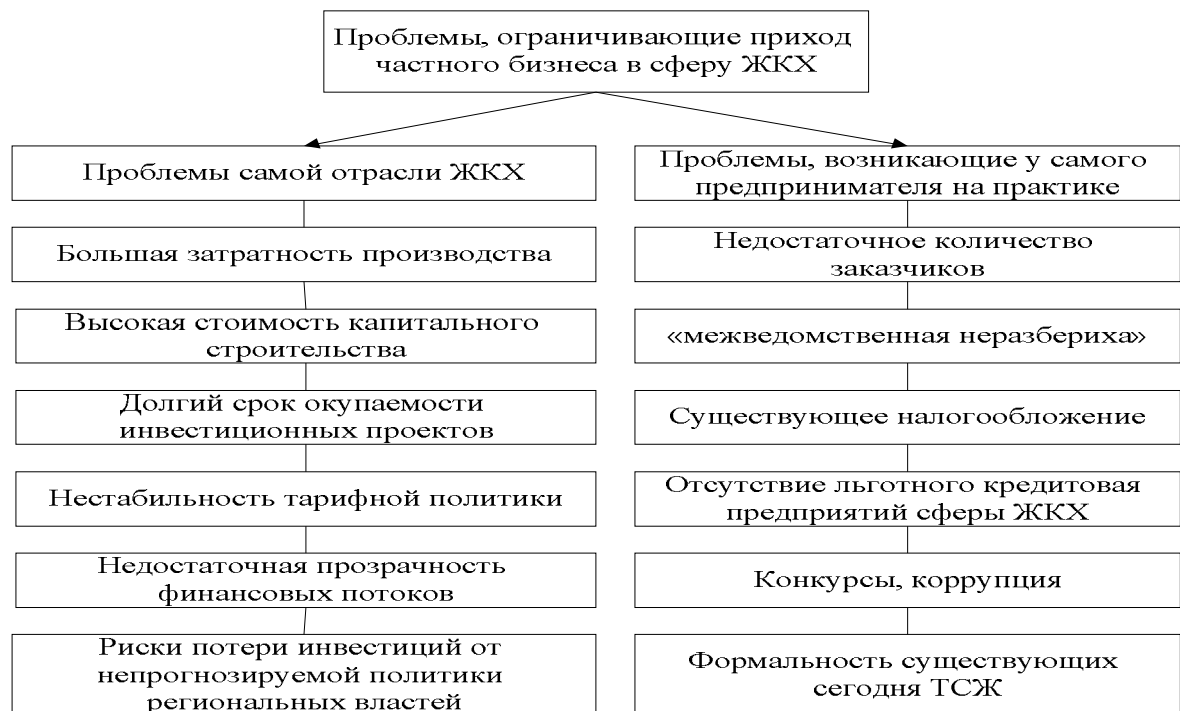 Проблемы, ограничивающие приход
частного бизнеса в сферу ЖКХ
Проблемы самой отрасли ЖКХ
Большая затратность производства
Высокая стоимость капитального
строительства
Долгий срок окупаемости
инвестиционных проектов
Нестабильность тарифной политики
Недостаточная прозрачность
финансовых потоков
Риски потери инвестиций от
непрогнозируемой политики
региональных властей
Проблемы, возникающие у самого
предпринимателя на практике
Недостаточное количество
заказчиков
«межведомственная неразбериха»
Существующее налогообложение
Отсутствие льготного кредитовая
предприятий сферы ЖКХ
Конкурсы, коррупция
Формальность существующих
сегодня ТСЖ